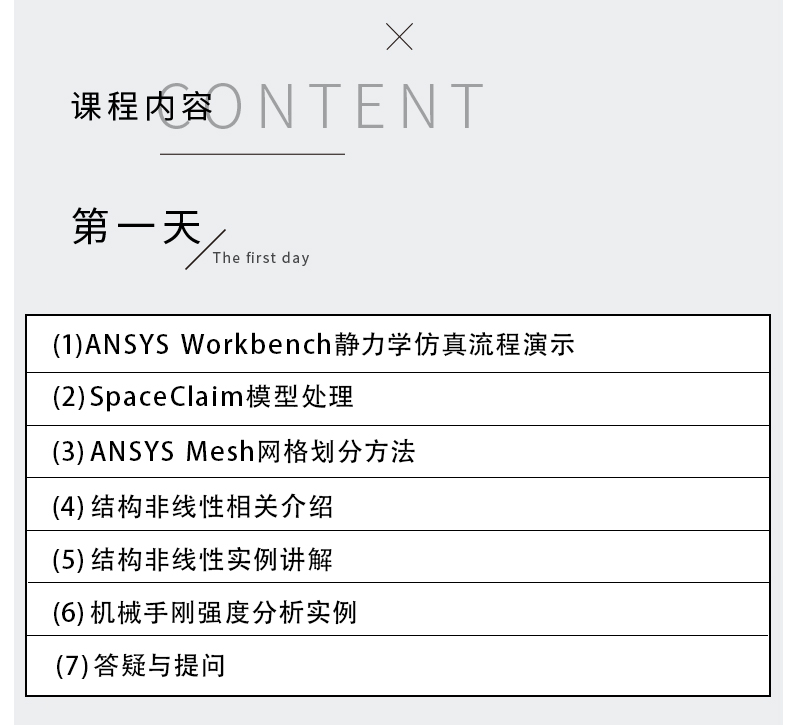 课程内容 CONTENT
第一天
The first day
(1)ANSYS Workbench静力学仿真流程演示
(2)SpaceClaim模型处理
(3)ANSYS Mesh网格划分方法
(4)结构非线性相关介绍
(5)结构非线性实例讲解
(6)机械手刚强度分析实例
(7)答疑与提问